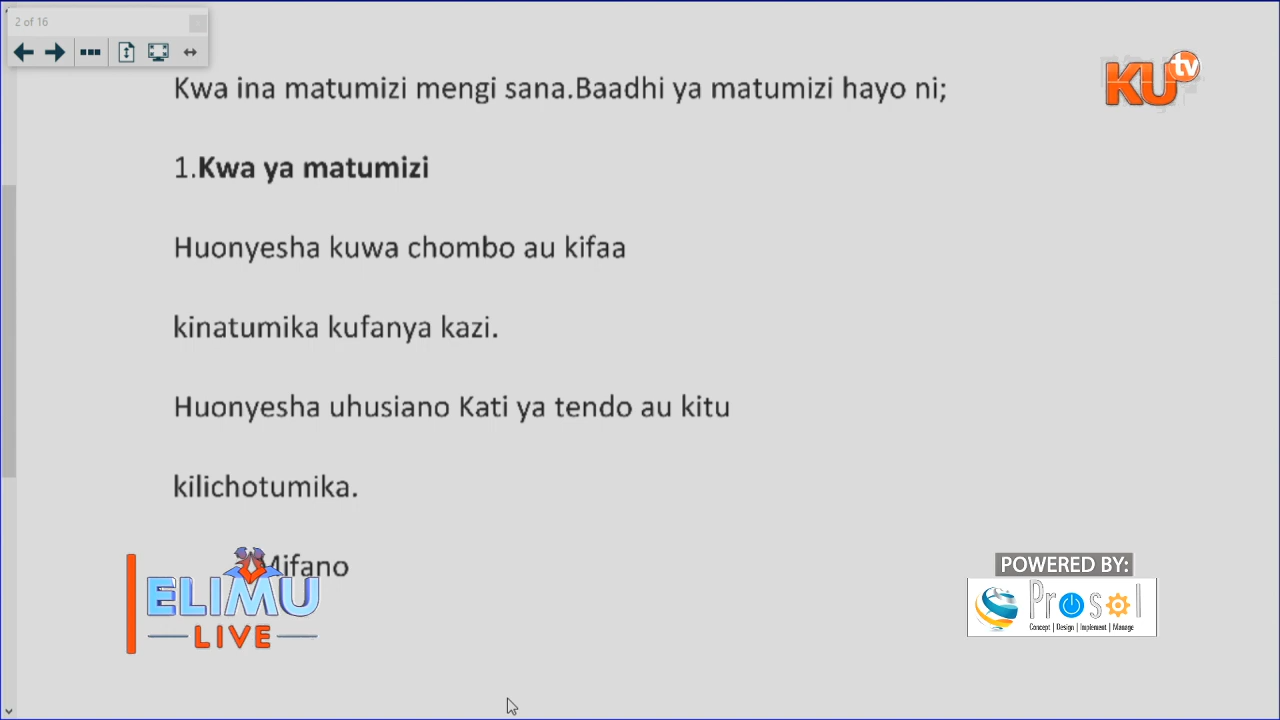 2 of 16
KU tv
Kwa ina matumizi mengi sana.Baadhi ya matumizi hayo ni;
1.Kwa ya matumizi
Huonyesha kuwa chombo au kifaa
kinatumika kufanya kazi.
Huonyesha uhusiano Kati ya tendo au kitu
kilichotumika.
Mifano
ELIMU
LIVE
POWERED BY:
Prosol
Concept | Design | Implement | Manage